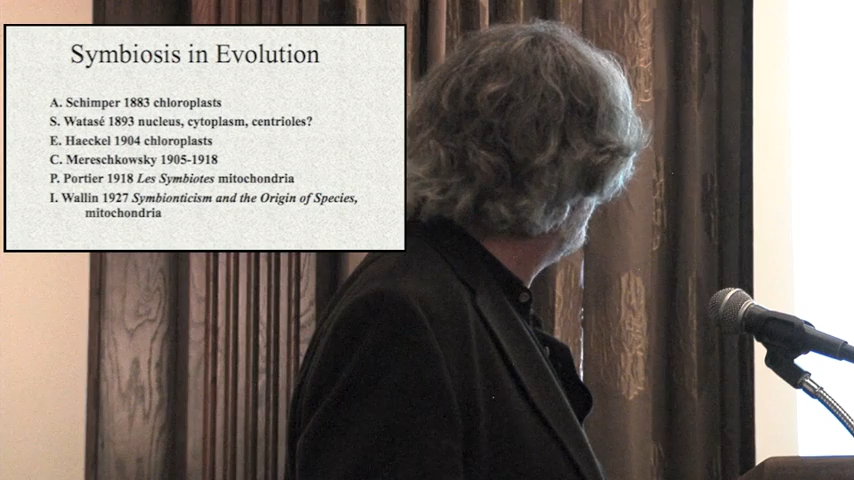 Symbiosis in Evolution
A. Schimper 1883 chloroplasts
S. Watasé 1893 nucleus, cytoplasm, centrioles?
E. Haeckel 1904 chloroplasts
C. Mereschkowsky 1905-1918
P. Portier 1918 Les Symbiotes mitochondria
I. Wallin 1927 Symbionticism and the Origin of Species,
mitochondria